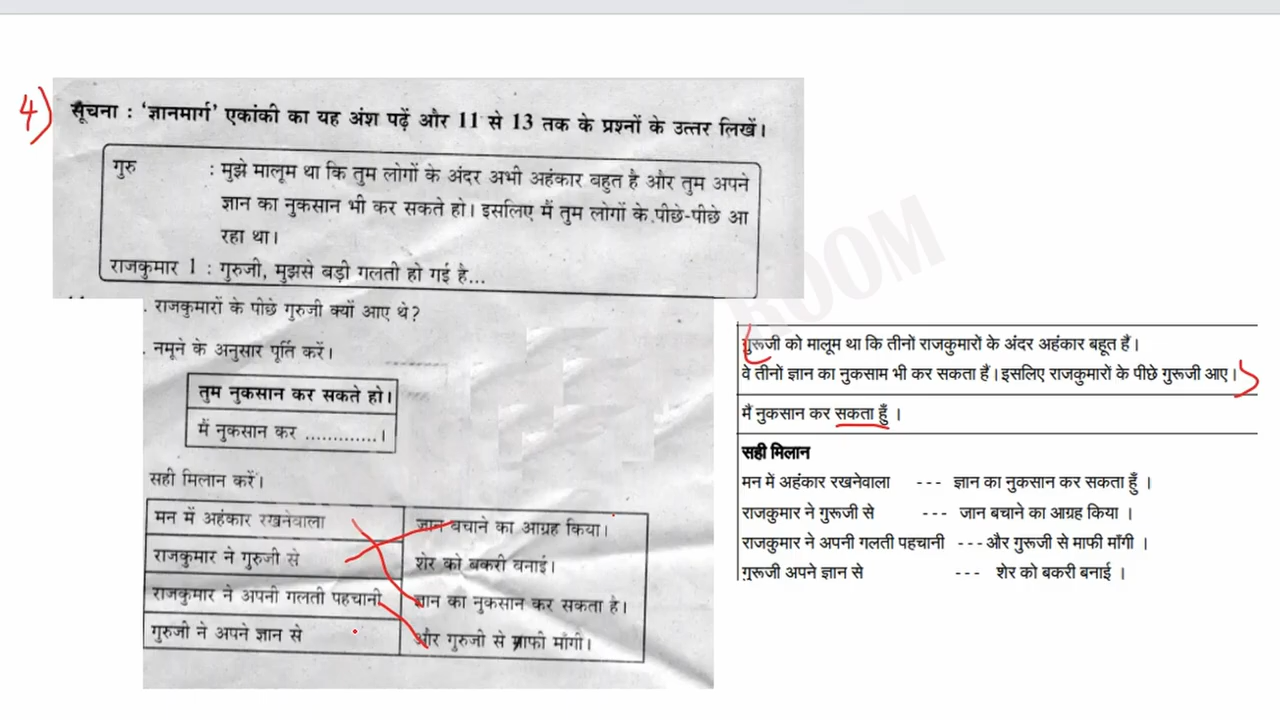 4)
सूचना : 'ज्ञानमार्ग' एकांकी का यह अंश पढ़ें और 11 से 13 तक के प्रश्नों के उत्तर लिखें।
गुरु : मुझे मालूम था कि तुम लोगों के अंदर अभी अहंकार बहुत है और तुम अपने
ज्ञान का नुकसान भी कर सकते हो। इसलिए मैं तुम लोगों के पीछे-पीछे आ
रहा था।
राजकुमार 1 : गुरुजी, मुझसे बड़ी गलती हो गई है...
. राजकुमारों के पीछे गुरुजी क्यों आए थे?
. नमूने के अनुसार पूर्ति करें।
तुम नुकसान कर सकते हो।
मैं नुकसान कर .............।
सही मिलान करें।
मन में अहंकार रखनेवाला जान बचाने का आग्रह किया।
राजकुमार ने गुरुजी से शेर को बकरी बनाई।
राजकुमार ने अपनी गलती पहचानी ज्ञान का नुकसान कर सकता है।
गुरुजी ने अपने ज्ञान से और गुरुजी से माफी माँगी।
ROOM
गुरूजी को मालूम था कि तीनों राजकुमारों के अंदर अहंकार बहूत हैं।
वे तीनों ज्ञान का नुकसाम भी कर सकता हैं। इसलिए राजकुमारों के पीछे गुरूजी आए।
मैं नुकसान कर सकता हूँ ।
सही मिलान
मन में अहंकार रखनेवाला --- ज्ञान का नुकसान कर सकता हूँ ।
राजकुमार ने गुरूजी से --- जान बचाने का आग्रह किया ।
राजकुमार ने अपनी गलती पहचानी --- और गुरूजी से माफी माँगी ।
गुरूजी अपने ज्ञान से --- शेर को बकरी बनाई ।